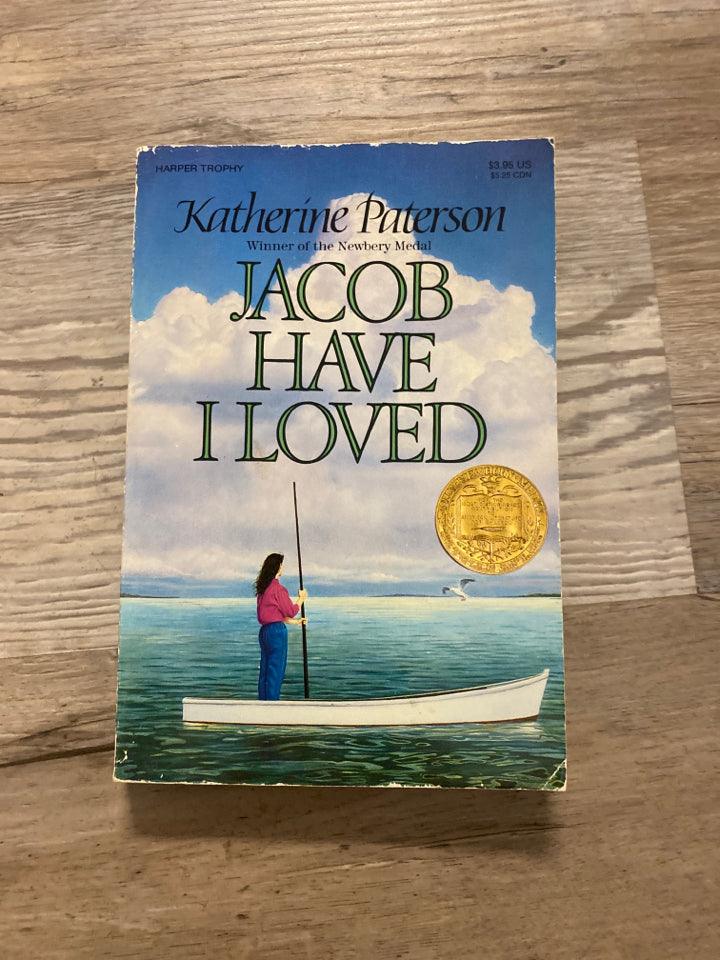 HARPER TROPHY
$3.95 US
$5.25 CDN
Katherine Paterson
Winner of the Newbery Medal
JACOB
HAVE
I LOVED